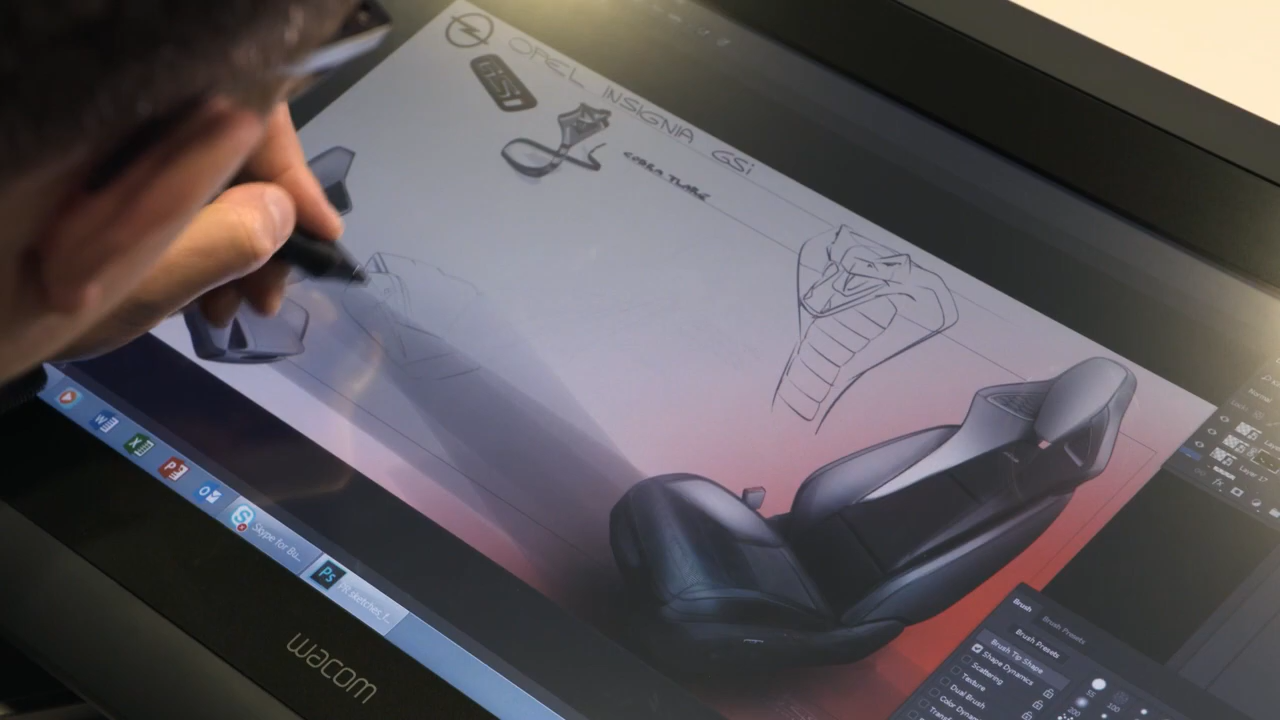 OPEL INSIGNIA GSi
GSi
COBRA
Normal
Skype for Bu...
Ps
wacom
Brush
Brush Presets
Brush Presets
Brush Tip Shape
Shape Dynamics
Scattering
Texture
Dual Brush